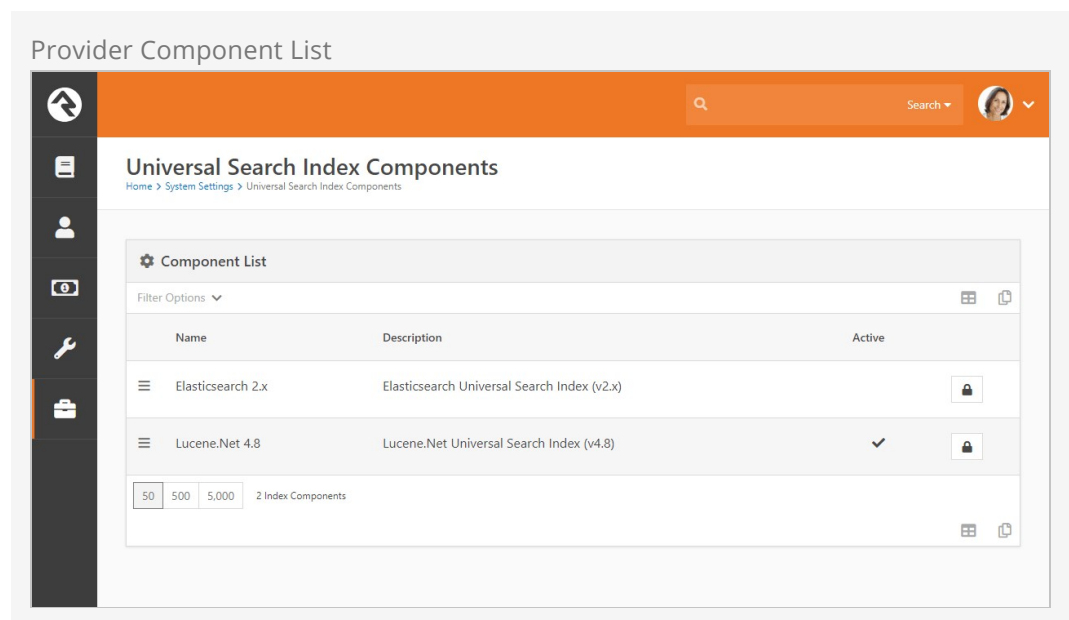 Provider Component List
Search
Universal Search Index Components
Home > System Settings > Universal Search Index Components
Component List
Filter Options
Name Description Active
Elasticsearch 2.x Elasticsearch Universal Search Index (v2.x)
Lucene.Net 4.8 Lucene.Net Universal Search Index (v4.8)
50 500 5,000 2 Index Components